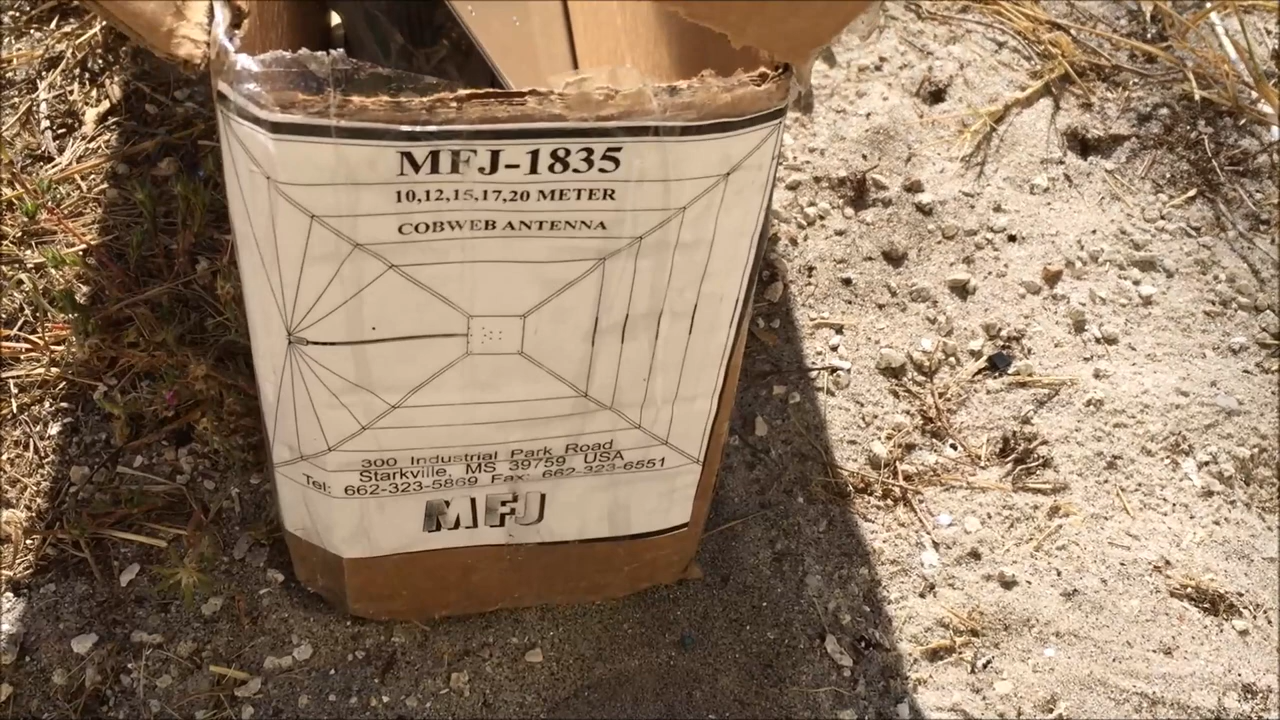 MFJ-1835
10,12,15,17,20 METER
COBWEB ANTENNA
300 Industrial Park Road
Starkville, MS 39759 USA
Tel: 662-323-5869 Fax: 662-323-6551
MFJ